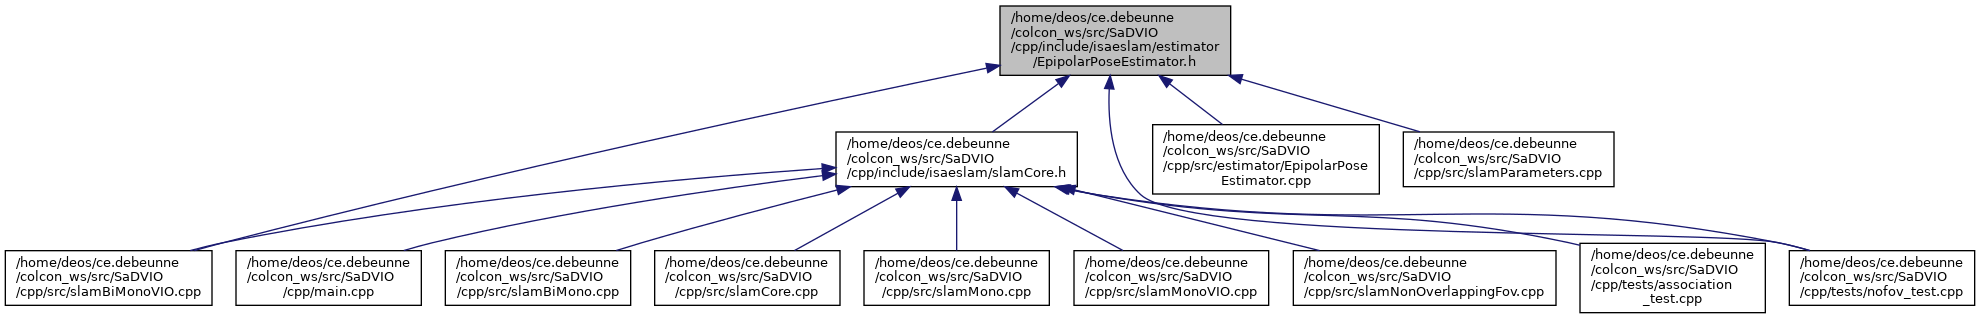 /home/deos/ce.debeunne
/colcon_ws/src/SaDVIO
/cpp/include/isaeslam/estimator
/EpipolarPoseEstimator.h
/home/deos/ce.debeunne
/colcon_ws/src/SaDVIO
/cpp/include/isaeslam/slamCore.h
/home/deos/ce.debeunne
/colcon_ws/src/SaDVIO
/cpp/src/estimator/EpipolarPose
Estimator.cpp
/home/deos/ce.debeunne
/colcon_ws/src/SaDVIO
/cpp/src/slamParameters.cpp
/home/deos/ce.debeunne
/colcon_ws/src/SaDVIO
/cpp/src/slamBiMonoVIO.cpp
/home/deos/ce.debeunne
/colcon_ws/src/SaDVIO
/cpp/main.cpp
/home/deos/ce.debeunne
/colcon_ws/src/SaDVIO
/cpp/src/slamBiMono.cpp
/home/deos/ce.debeunne
/colcon_ws/src/SaDVIO
/cpp/src/slamCore.cpp
/home/deos/ce.debeunne
/colcon_ws/src/SaDVIO
/cpp/src/slamMono.cpp
/home/deos/ce.debeunne
/colcon_ws/src/SaDVIO
/cpp/src/slamMonoVIO.cpp
/home/deos/ce.debeunne
/colcon_ws/src/SaDVIO
/cpp/src/slamNonOverlappingFov.cpp
/home/deos/ce.debeunne
/colcon_ws/src/SaDVIO
/cpp/tests/association
_test.cpp
/home/deos/ce.debeunne
/colcon_ws/src/SaDVIO
/cpp/tests/nofov_test.cpp